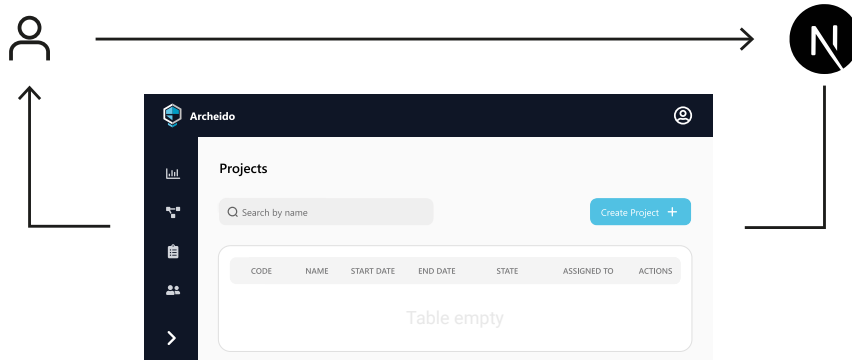 N
Archeido
Projects
Search by name
Create Project +
CODE NAME START DATE END DATE STATE ASSIGNED TO ACTIONS
Table empty